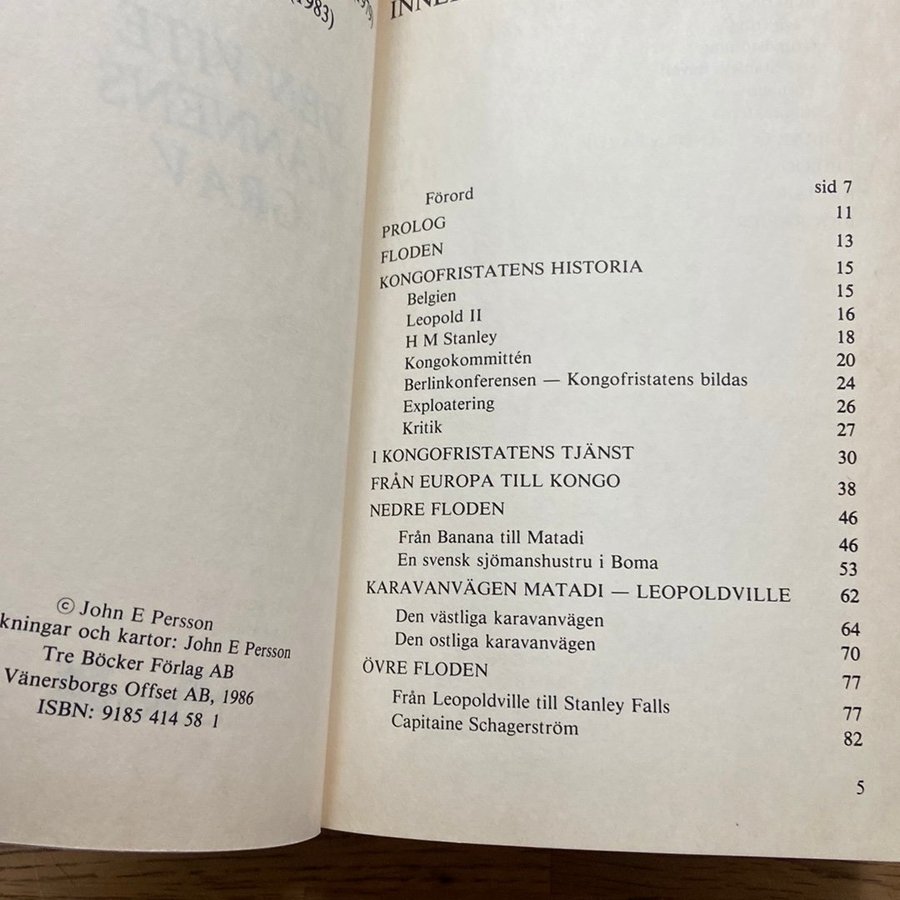 (1983)
© John E Persson
kningar och kartor: John E Persson
Tre Böcker Förlag AB
Vänersborgs Offset AB, 1986
ISBN: 9185 414 58 1
Förord sid 7
PROLOG 11
FLODEN 13
KONGOFRISTATENS HISTORIA 15
Belgien 15
Leopold II 16
H M Stanley 18
Kongokommittén 20
Berlinkonferensen — Kongofristatens bildas 24
Exploatering 26
Kritik 27
I KONGOFRISTATENS TJÄNST 30
FRÅN EUROPA TILL KONGO 38
NEDRE FLODEN 46
Från Banana till Matadi 46
En svensk sjömanshustru i Boma 53
KARAVANVÄGEN MATADI — LEOPOLDVILLE 62
Den västliga karavanvägen 64
Den ostliga karavanvägen 70
ÖVRE FLODEN 77
Från Leopoldville till Stanley Falls 77
Capitaine Schagerström 82
5